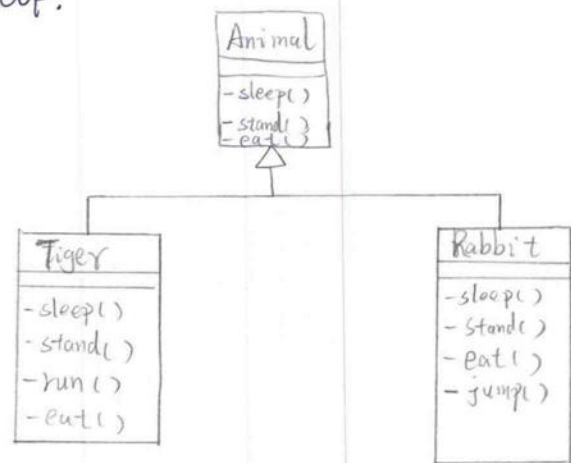 Animal
-sleep()
-stand()
-eat()
Tiger
-sleep()
-stand()
-run()
-eat()
Rabbit
-sleep()
-stand()
-eat()
-jump()